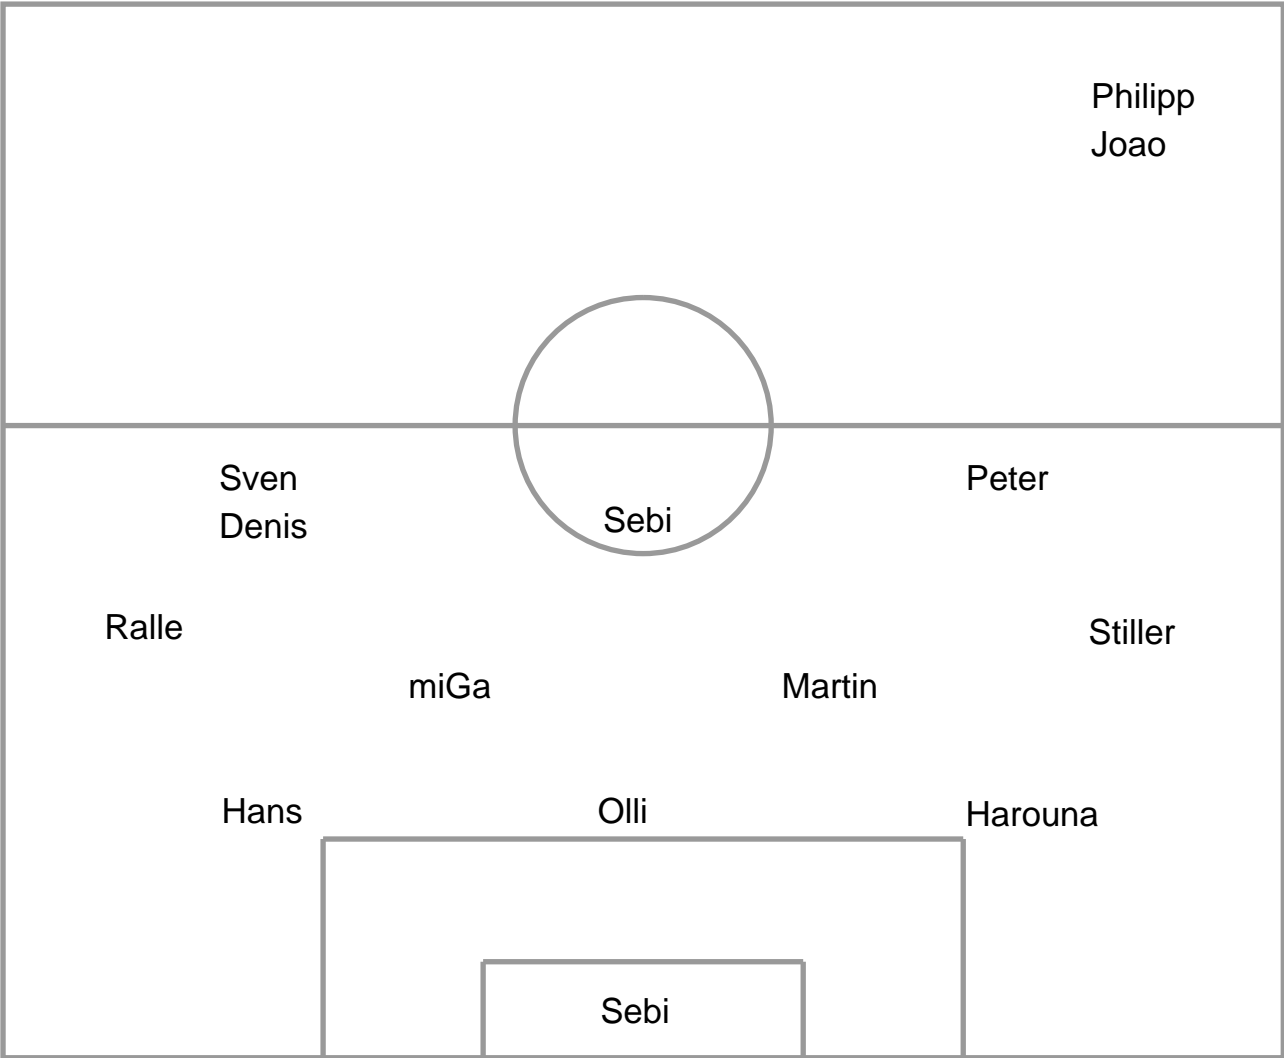 Philipp
Joao
Sven
Denis
Peter
Sebi
Ralle
Stiller
miGa
Martin
Hans
Olli
Harouna
Sebi